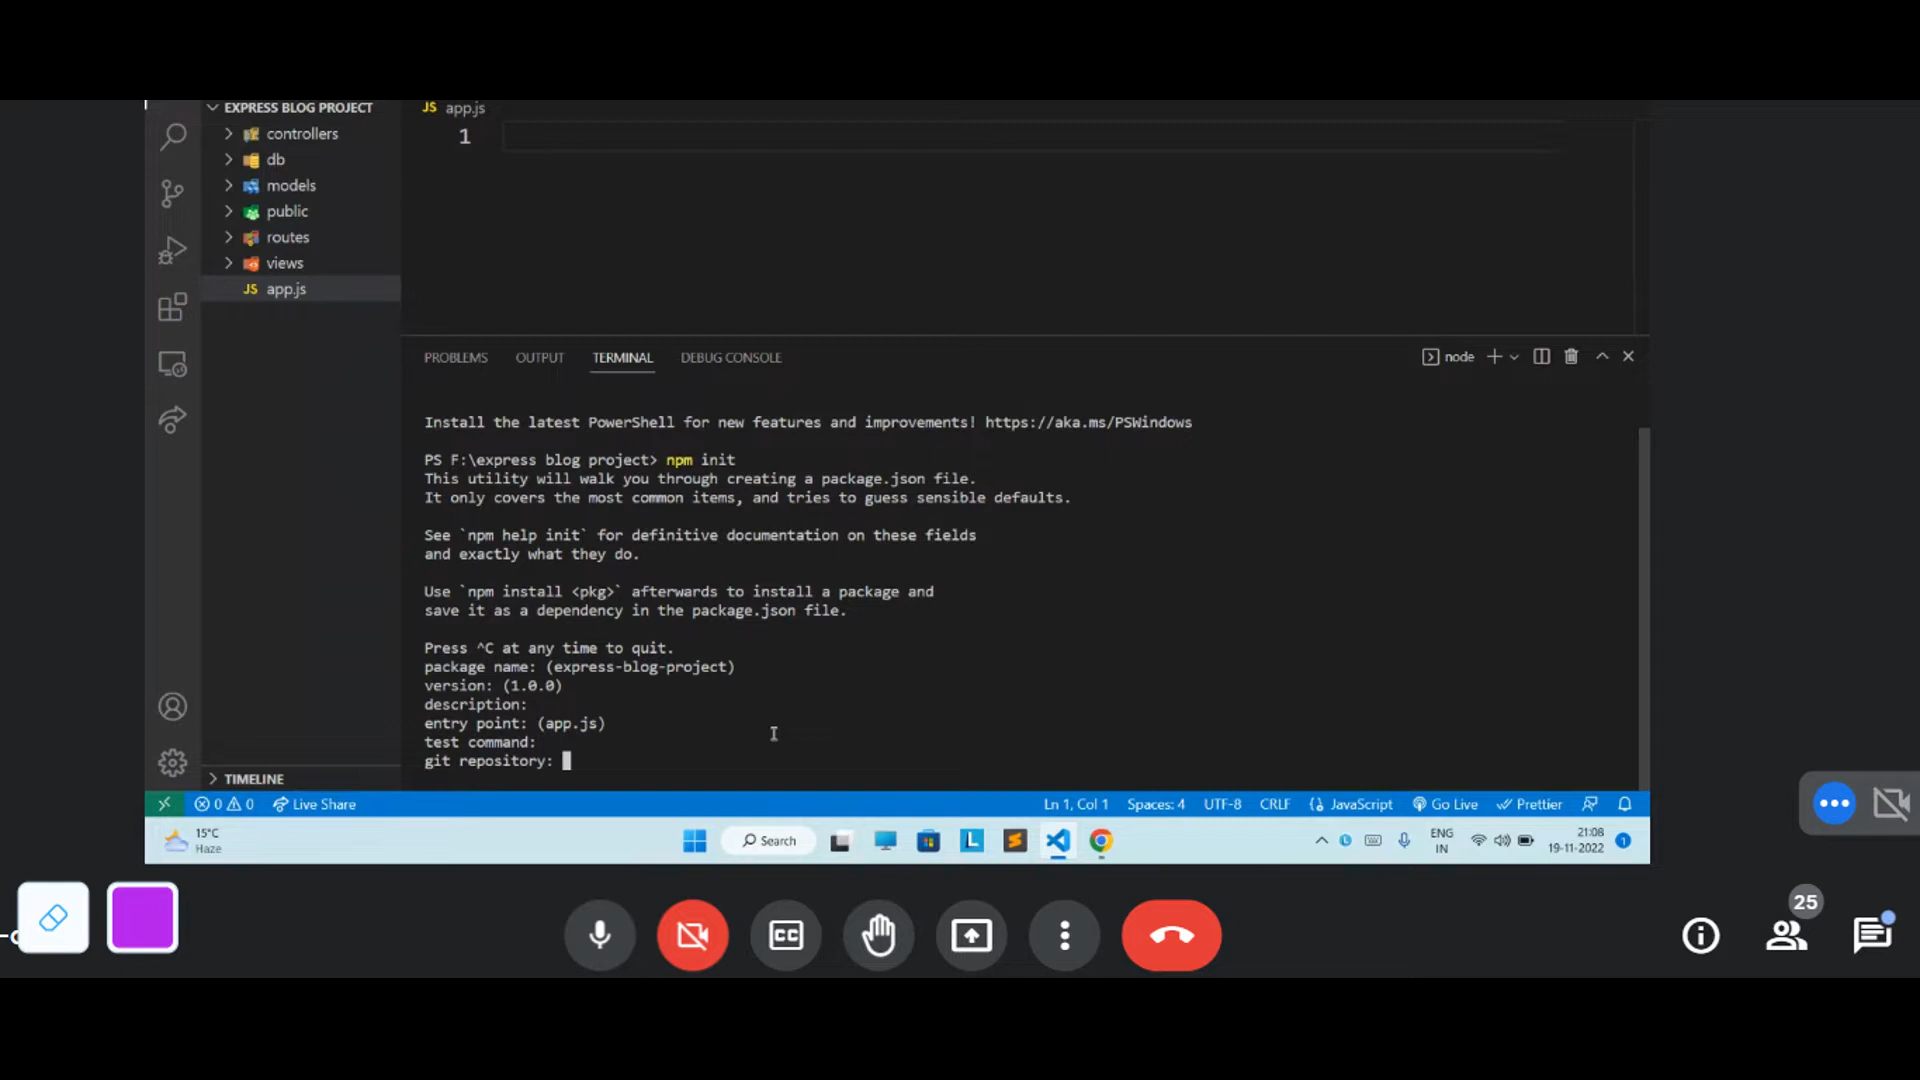 EXPRESS BLOG PROJECT
controllers
db
models
public
routes
views
JS app.js
TIMELINE
JS app.js
1
PROBLEMS OUTPUT TERMINAL DEBUG CONSOLE
node
Install the latest PowerShell for new features and improvements! https://aka.ms/PSWindows
PS F:\express blog project> npm init
This utility will walk you through creating a package.json file.
It only covers the most common items, and tries to guess sensible defaults.
See `npm help init` for definitive documentation on these fields
and exactly what they do.
Use `npm install <pkg>` afterwards to install a package and
save it as a dependency in the package.json file.
Press ^C at any time to quit.
package name: (express-blog-project)
version: (1.0.0)
description:
entry point: (app.js)
test command:
git repository:
0 0 Live Share Ln 1, Col 1 Spaces: 4 UTF-8 CRLF JavaScript Go Live Prettier
15°C
Haze
Search
L
ENG
IN
21:08
19-11-2022
1
CC
25